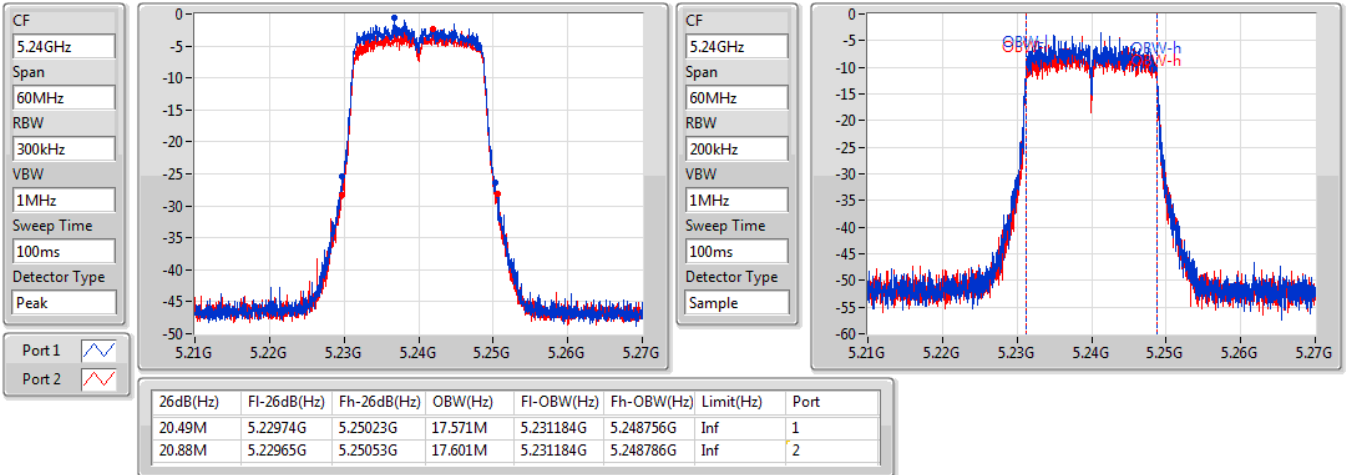 CF
5.24GHz
Span
60MHz
RBW
300kHz
VBW
1MHz
Sweep Time
100ms
Detector Type
Peak
Port 1
Port 2
0-
-5-
-10-
-15-
-20-
-25-
-30-
-35-
-40-
-45-
-50-
5.21G 5.22G 5.23G 5.24G 5.25G 5.26G 5.27G
CF
5.24GHz
Span
60MHz
RBW
200kHz
VBW
1MHz
Sweep Time
100ms
Detector Type
Sample
0-
-5-
-10-
-15-
-20-
-25-
-30-
-35-
-40-
-45-
-50-
-55-
-60-
OBW-h
5.21G 5.22G 5.23G 5.24G 5.25G 5.26G 5.27G
26dB(Hz) Fl-26dB(Hz) Fh-26dB(Hz) OBW(Hz) Fl-OBW(Hz) Fh-OBW(Hz) Limit(Hz) Port
20.49M 5.22974G 5.25023G 17.571M 5.231184G 5.248756G Inf 1
20.88M 5.22965G 5.25053G 17.601M 5.231184G 5.248786G Inf 2